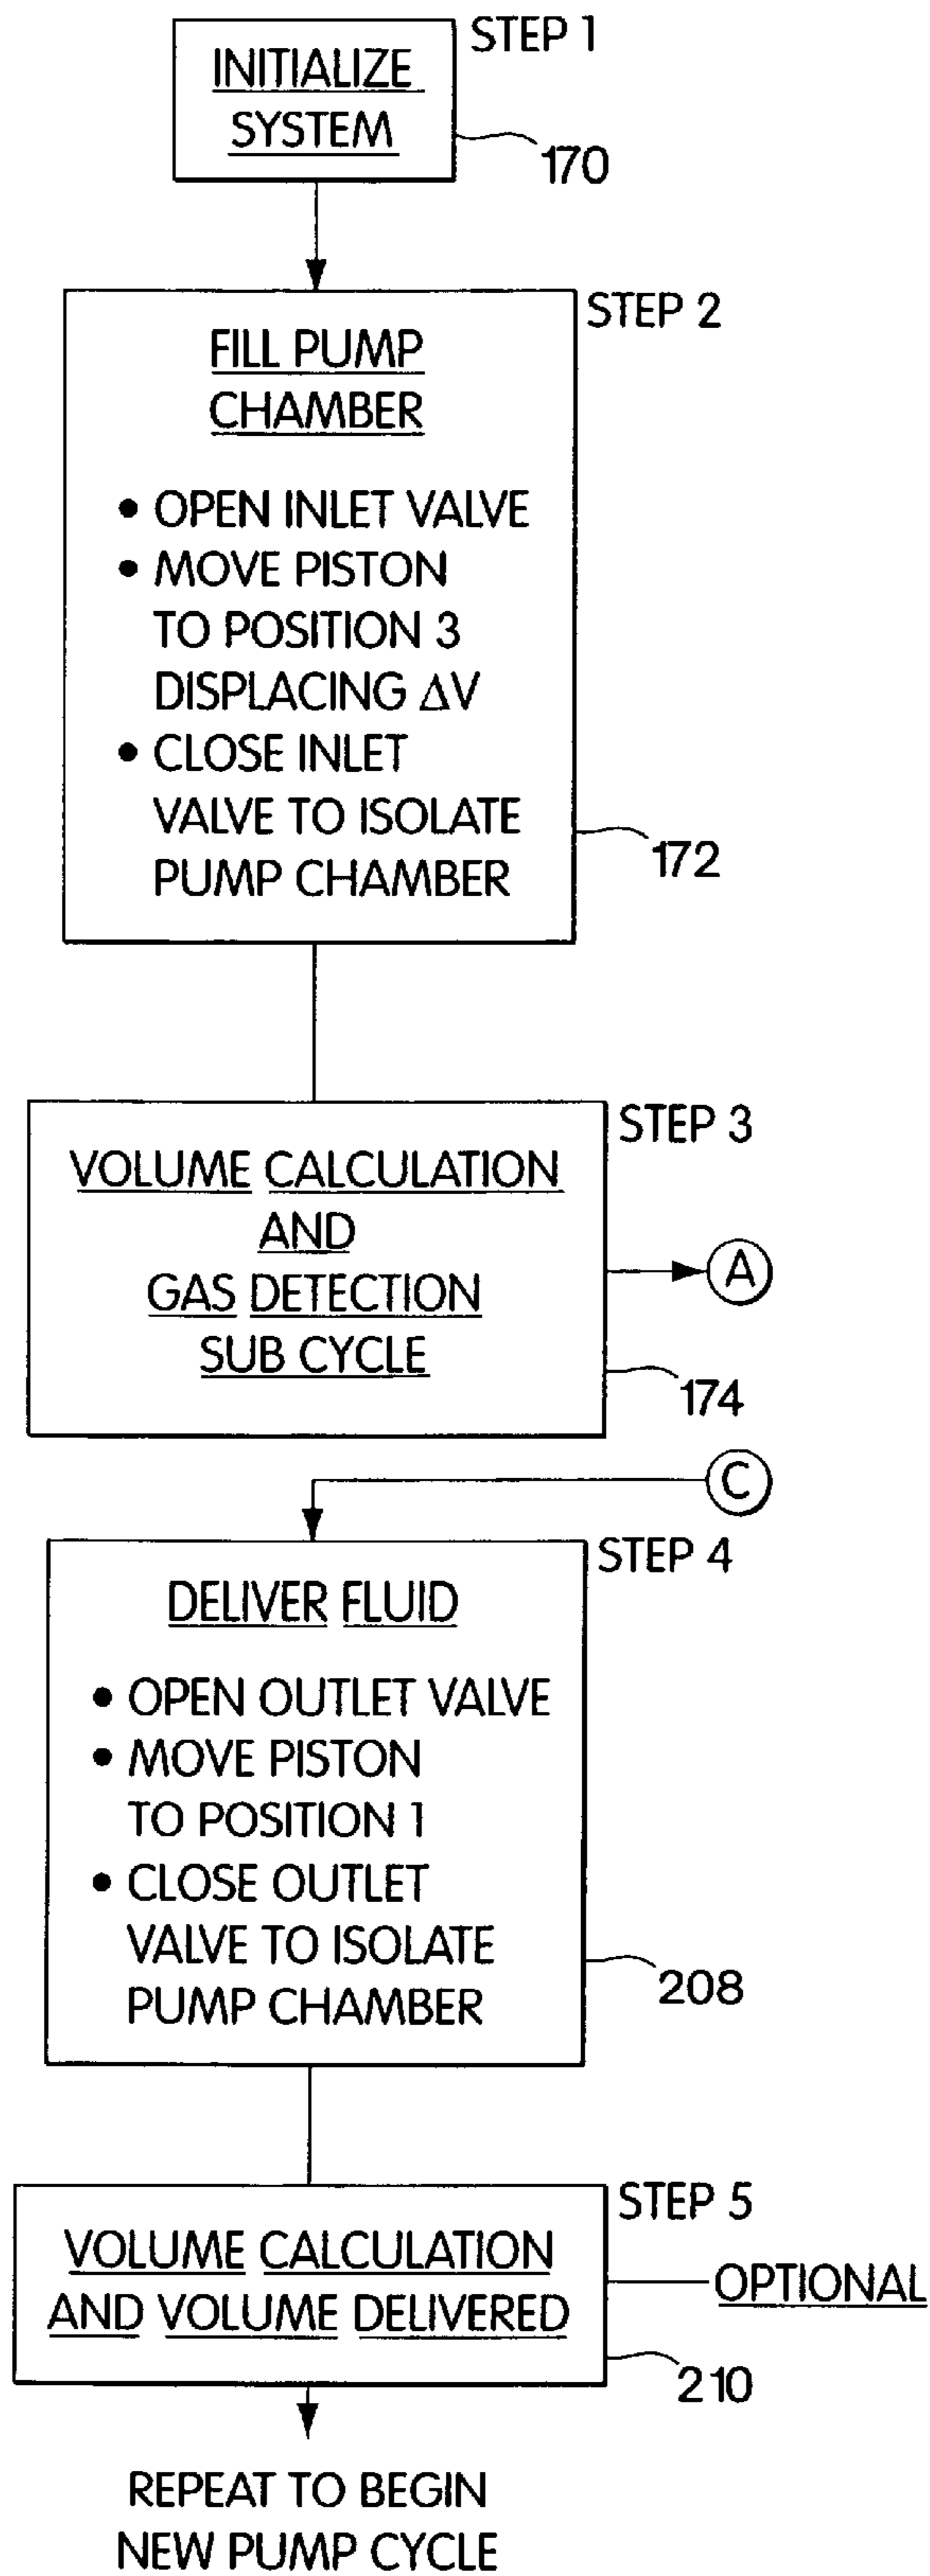 STEP 1
INITIALIZE
SYSTEM
170
STEP 2
FILL PUMP
CHAMBER
• OPEN INLET VALVE
• MOVE PISTON
TO POSITION 3
DISPLACING ΔV
• CLOSE INLET
VALVE TO ISOLATE
PUMP CHAMBER
172
STEP 3
VOLUME CALCULATION
AND
GAS DETECTION
SUB CYCLE
A
174
C
STEP 4
DELIVER FLUID
• OPEN OUTLET VALVE
• MOVE PISTON
TO POSITION 1
• CLOSE OUTLET
VALVE TO ISOLATE
PUMP CHAMBER
208
STEP 5
VOLUME CALCULATION
AND VOLUME DELIVERED
OPTIONAL
210
REPEAT TO BEGIN
NEW PUMP CYCLE